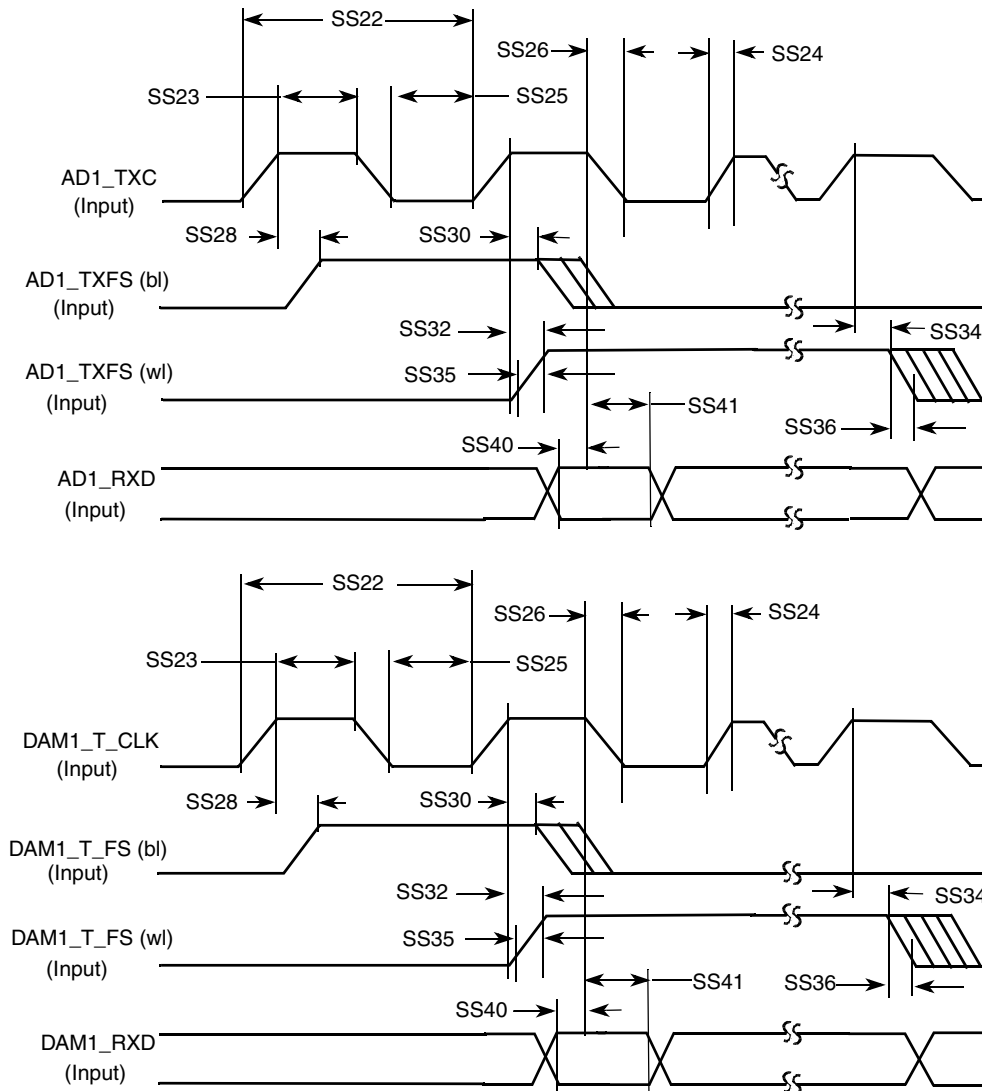 SS22
SS26
SS24
SS23
SS25
AD1_TXC
(Input)
SS28
SS30
AD1_TXFS (bl)
(Input)
SS32
SS34
AD1_TXFS (wl)
(Input)
SS35
SS41
SS36
SS40
AD1_RXD
(Input)
SS22
SS26
SS24
SS23
SS25
DAM1_T_CLK
(Input)
SS28
SS30
DAM1_T_FS (bl)
(Input)
SS32
SS34
DAM1_T_FS (wl)
(Input)
SS35
SS41
SS36
SS40
DAM1_RXD
(Input)